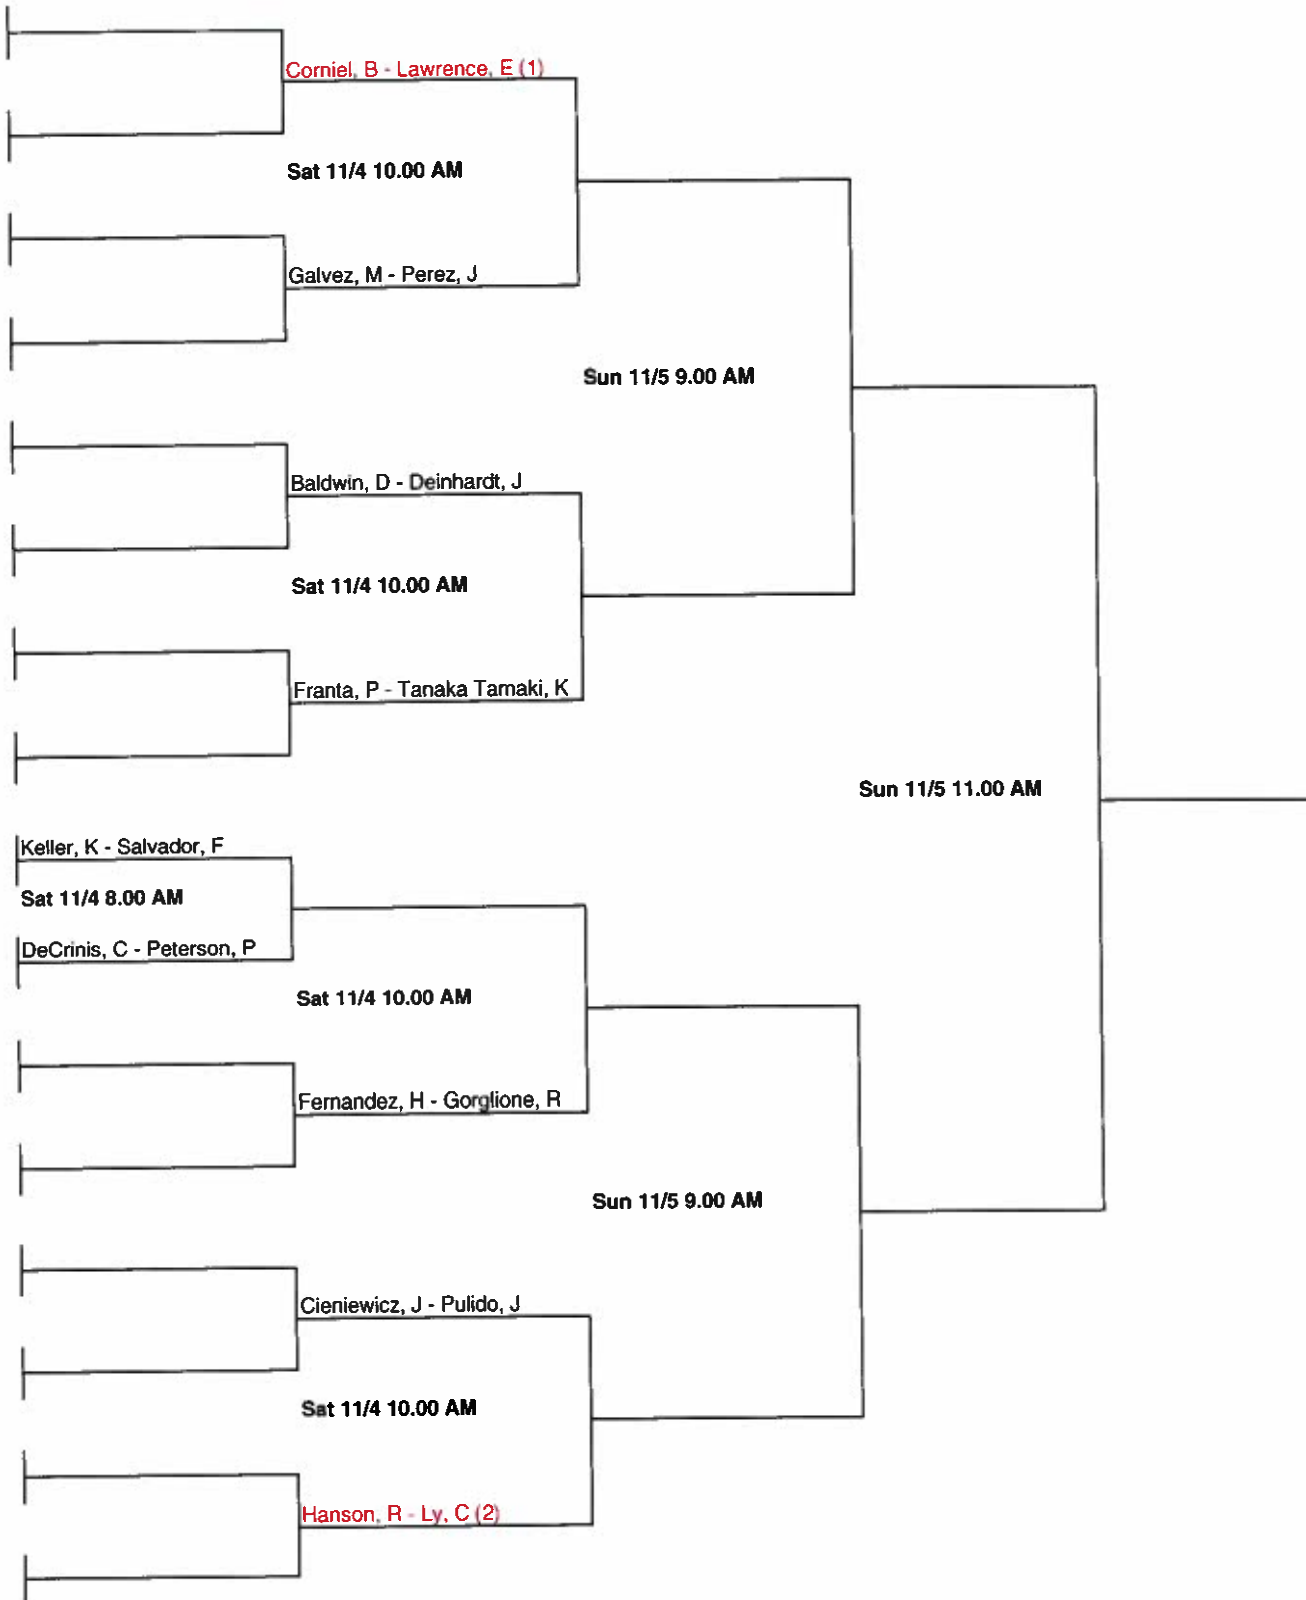 Corniel, B - Lawrence, E (1)
Sat 11/4 10.00 AM
Galvez, M - Perez, J
Sun 11/5 9.00 AM
Baldwin, D - Deinhardt, J
Sat 11/4 10.00 AM
Franta, P - Tanaka Tamaki, K
Sun 11/5 11.00 AM
Keller, K - Salvador, F
Sat 11/4 8.00 AM
DeCrinis, C - Peterson, P
Sat 11/4 10.00 AM
Fernandez, H - Gorglione, R
Sun 11/5 9.00 AM
Cieniewicz, J - Pulido, J
Sat 11/4 10.00 AM
Hanson, R - Ly, C (2)